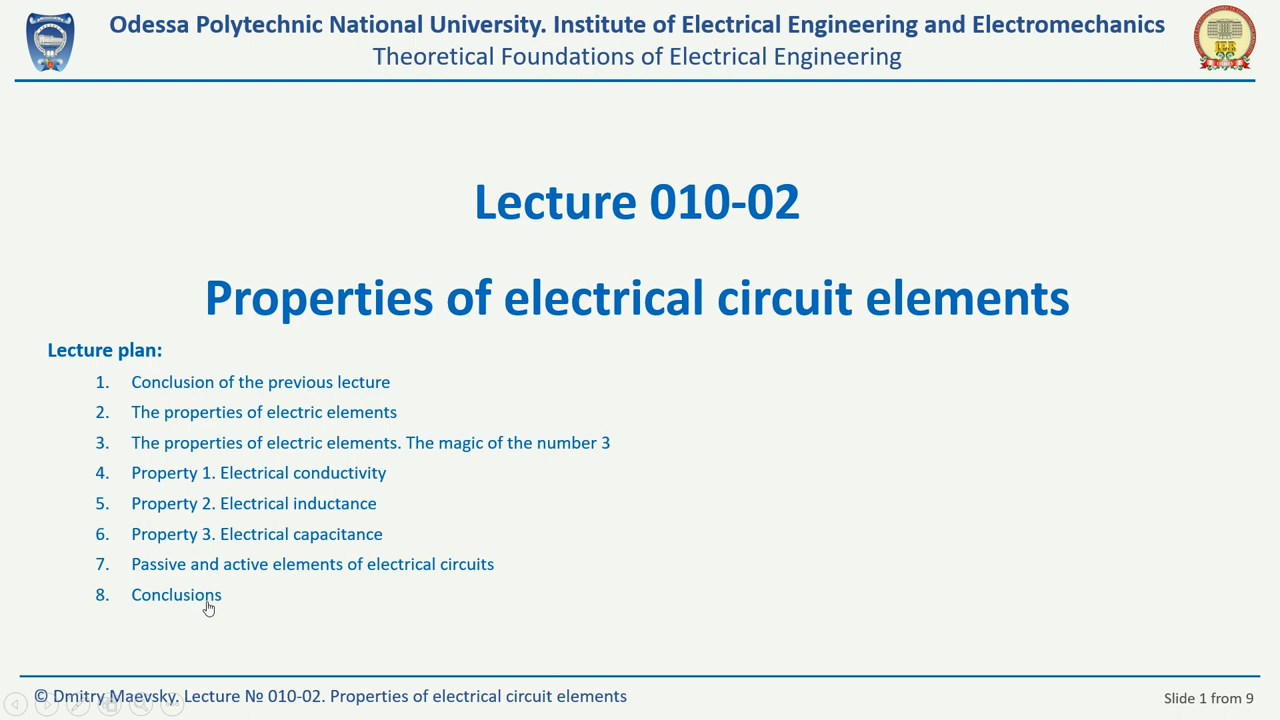 Odessa Polytechnic National University. Institute of Electrical Engineering and Electromechanics
Theoretical Foundations of Electrical Engineering
Lecture 010-02
Properties of electrical circuit elements
Lecture plan:
1. Conclusion of the previous lecture
2. The properties of electric elements
3. The properties of electric elements. The magic of the number 3
4. Property 1. Electrical conductivity
5. Property 2. Electrical inductance
6. Property 3. Electrical capacitance
7. Passive and active elements of electrical circuits
8. Conclusions
© Dmitry Maevsky. Lecture № 010-02. Properties of electrical circuit elements
Slide 1 from 9